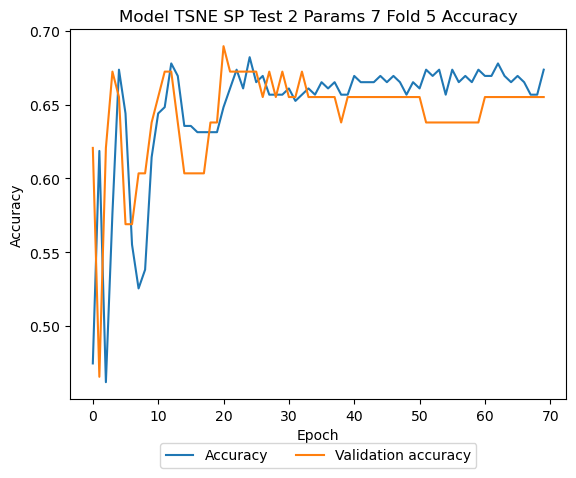 Model TSNE SP Test 2 Params 7 Fold 5 Accuracy
0.70
0.65
0.60
0.55
0.50
Accuracy
0 10 20 30 40 50 60 70
Epoch
Accuracy Validation accuracy